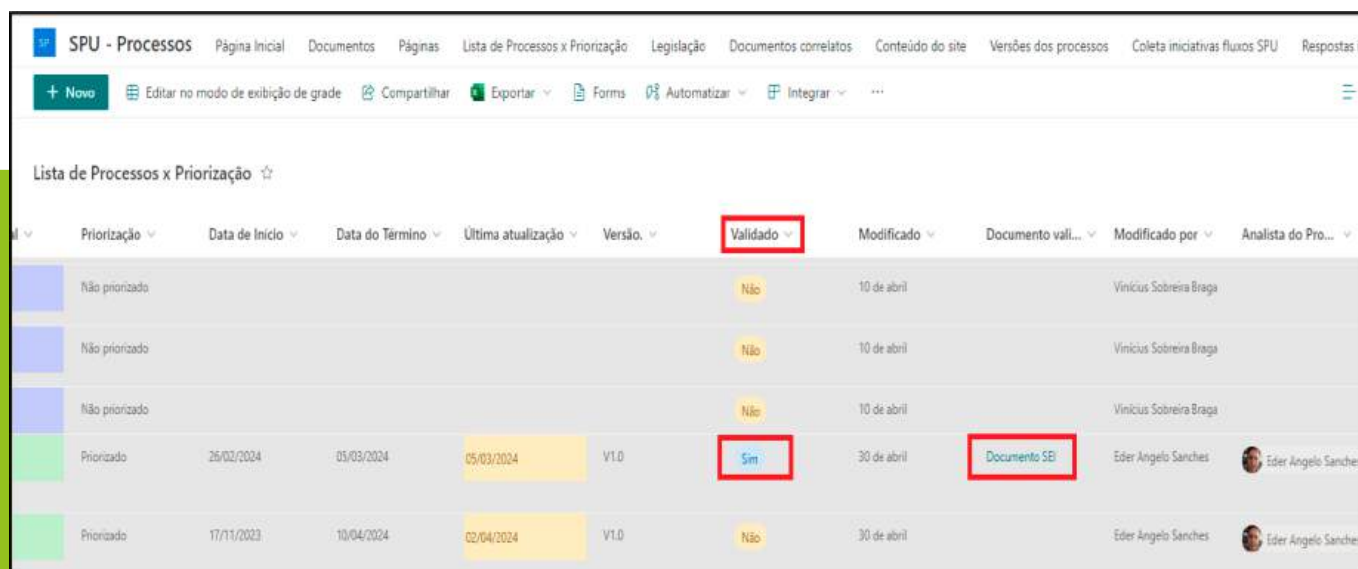 SP SPU - Processos Página Inicial Documentos Páginas Lista de Processos x Priorização Legislação Documentos correlatos Conteúdo do site Versões dos processos Coleta iniciativas fluxos SPU Respostas
+ Novo Editar no modo de exibição de grade Compartilhar Exportar Forms Automatizar Integrar ...
Lista de Processos x Priorização
Priorização Data de Início Data do Término Última atualização Versão. Validado Modificado Documento vali... Modificado por Analista do Pro...
Não priorizado Não 10 de abril Vinícius Sobreira Braga
Não priorizado Não 10 de abril Vinícius Sobreira Braga
Não priorizado Não 10 de abril Vinícius Sobreira Braga
Priorizado 26/02/2024 05/03/2024 05/03/2024 V1.0 Sim 30 de abril Documento SEI Eder Angelo Sanches Eder Angelo Sanche
Priorizado 17/11/2023 10/04/2024 02/04/2024 V1.0 Não 30 de abril Eder Angelo Sanches Eder Angelo Sanche